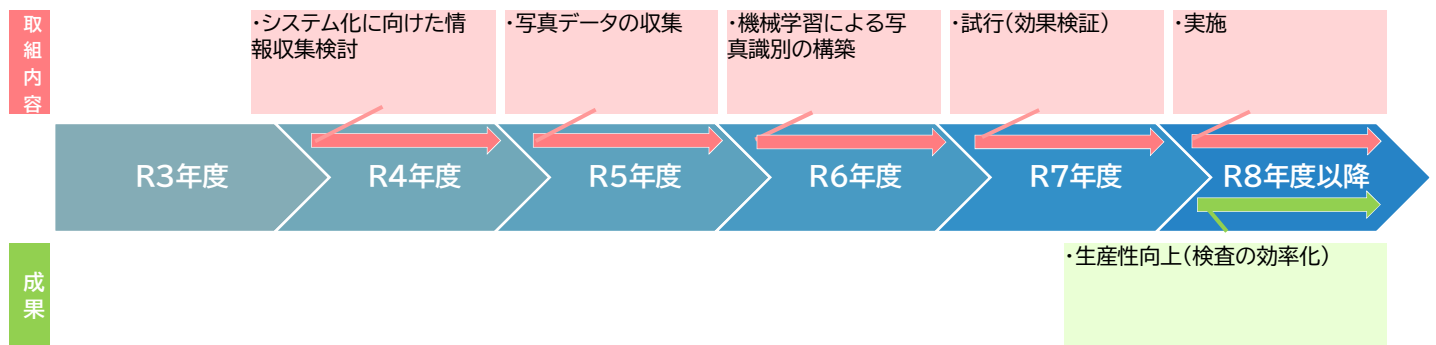 取組内容
・システム化に向けた情
報収集検討
・写真データの収集
・機械学習による写
真識別の構築
・試行(効果検証)
・実施
R3年度
R4年度
R5年度
R6年度
R7年度
R8年度以降
成果
・生産性向上(検査の効率化)